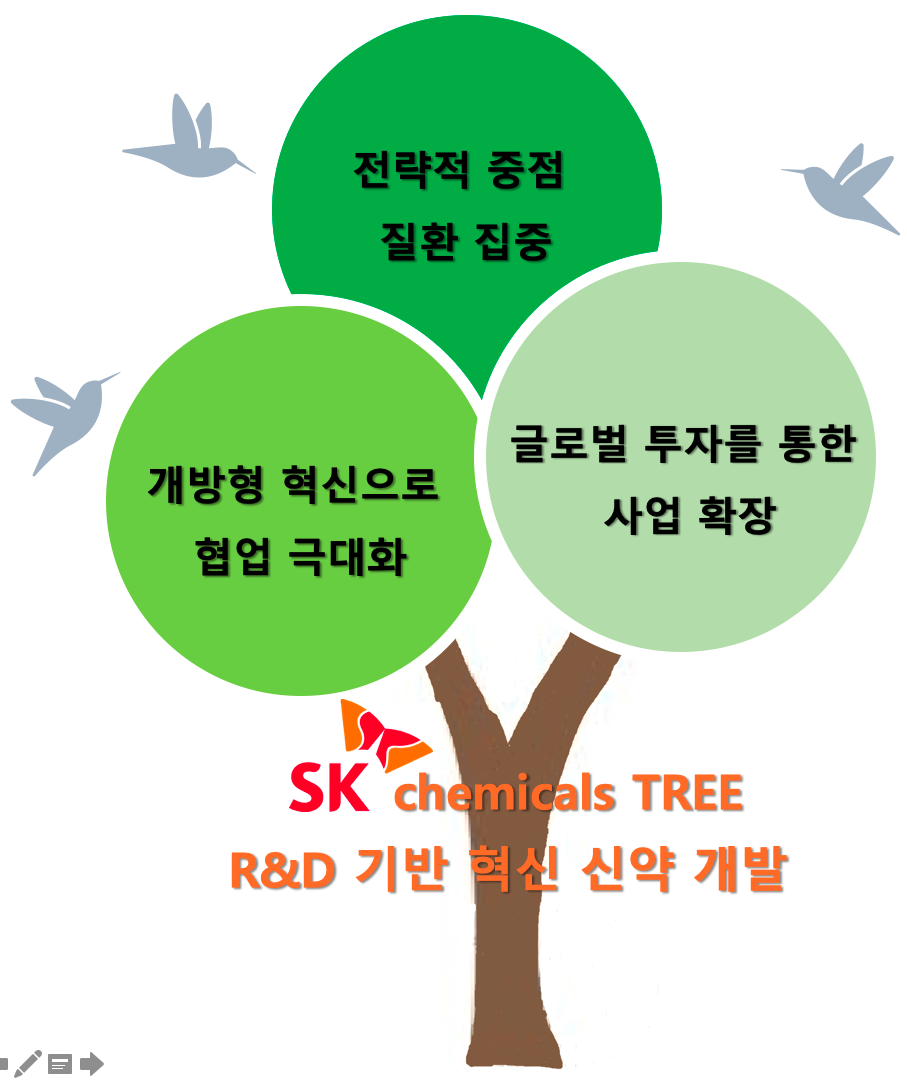 전략적 중점
질환 집중
개방형 혁신으로
협업 극대화
글로벌 투자를 통한
사업 확장
SK chemicals TREE
R&D 기반 혁신 신약 개발